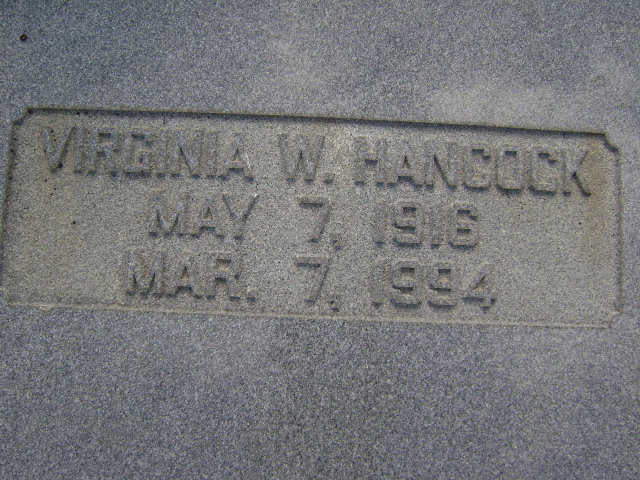 VIRGINIA W. HANCOCK
MAY 7, 1916
MAR. 7, 1994